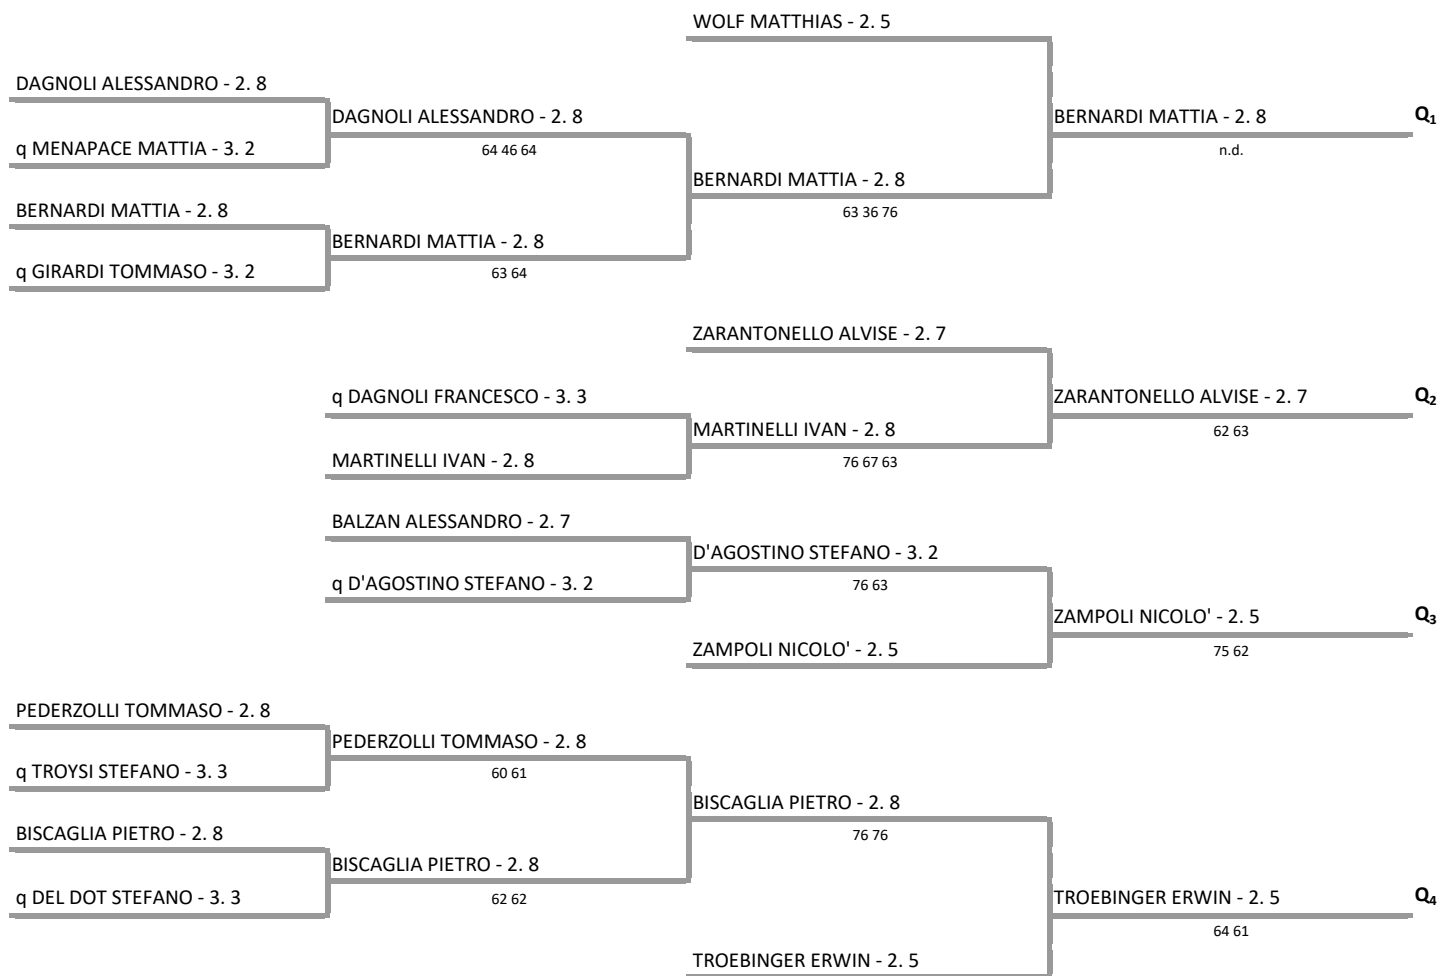 WOLF MATTHIAS - 2. 5
DAGNOLI ALESSANDRO - 2. 8
DAGNOLI ALESSANDRO - 2. 8
BERNARDI MATTIA - 2. 8
Q1
q MENAPACE MATTIA - 3. 2
64 46 64
n.d.
BERNARDI MATTIA - 2. 8
BERNARDI MATTIA - 2. 8
63 36 76
BERNARDI MATTIA - 2. 8
q GIRARDI TOMMASO - 3. 2
63 64
ZARANTONELLO ALVISE - 2. 7
q DAGNOLI FRANCESCO - 3. 3
ZARANTONELLO ALVISE - 2. 7
Q2
MARTINELLI IVAN - 2. 8
62 63
MARTINELLI IVAN - 2. 8
76 67 63
BALZAN ALESSANDRO - 2. 7
D'AGOSTINO STEFANO - 3. 2
q D'AGOSTINO STEFANO - 3. 2
76 63
ZAMPOLI NICOLO' - 2. 5
Q3
ZAMPOLI NICOLO' - 2. 5
75 62
PEDERZOLLI TOMMASO - 2. 8
PEDERZOLLI TOMMASO - 2. 8
q TROYSI STEFANO - 3. 3
60 61
BISCAGLIA PIETRO - 2. 8
BISCAGLIA PIETRO - 2. 8
76 76
BISCAGLIA PIETRO - 2. 8
q DEL DOT STEFANO - 3. 3
62 62
TROEBINGER ERWIN - 2. 5
Q4
64 61
TROEBINGER ERWIN - 2. 5